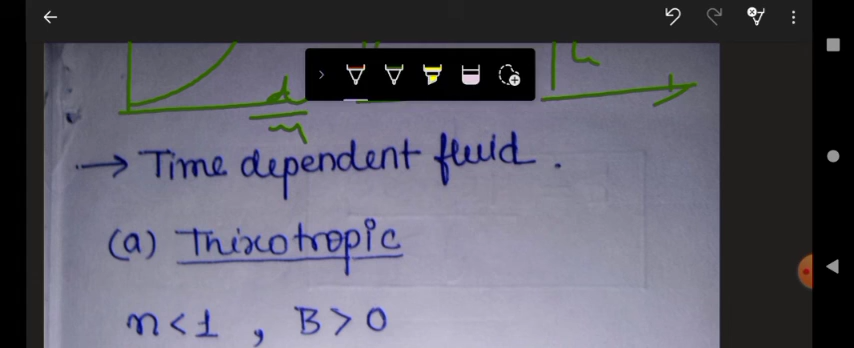 → Time dependent fluid.
(a) Thixotropic
n < 1 , B > 0